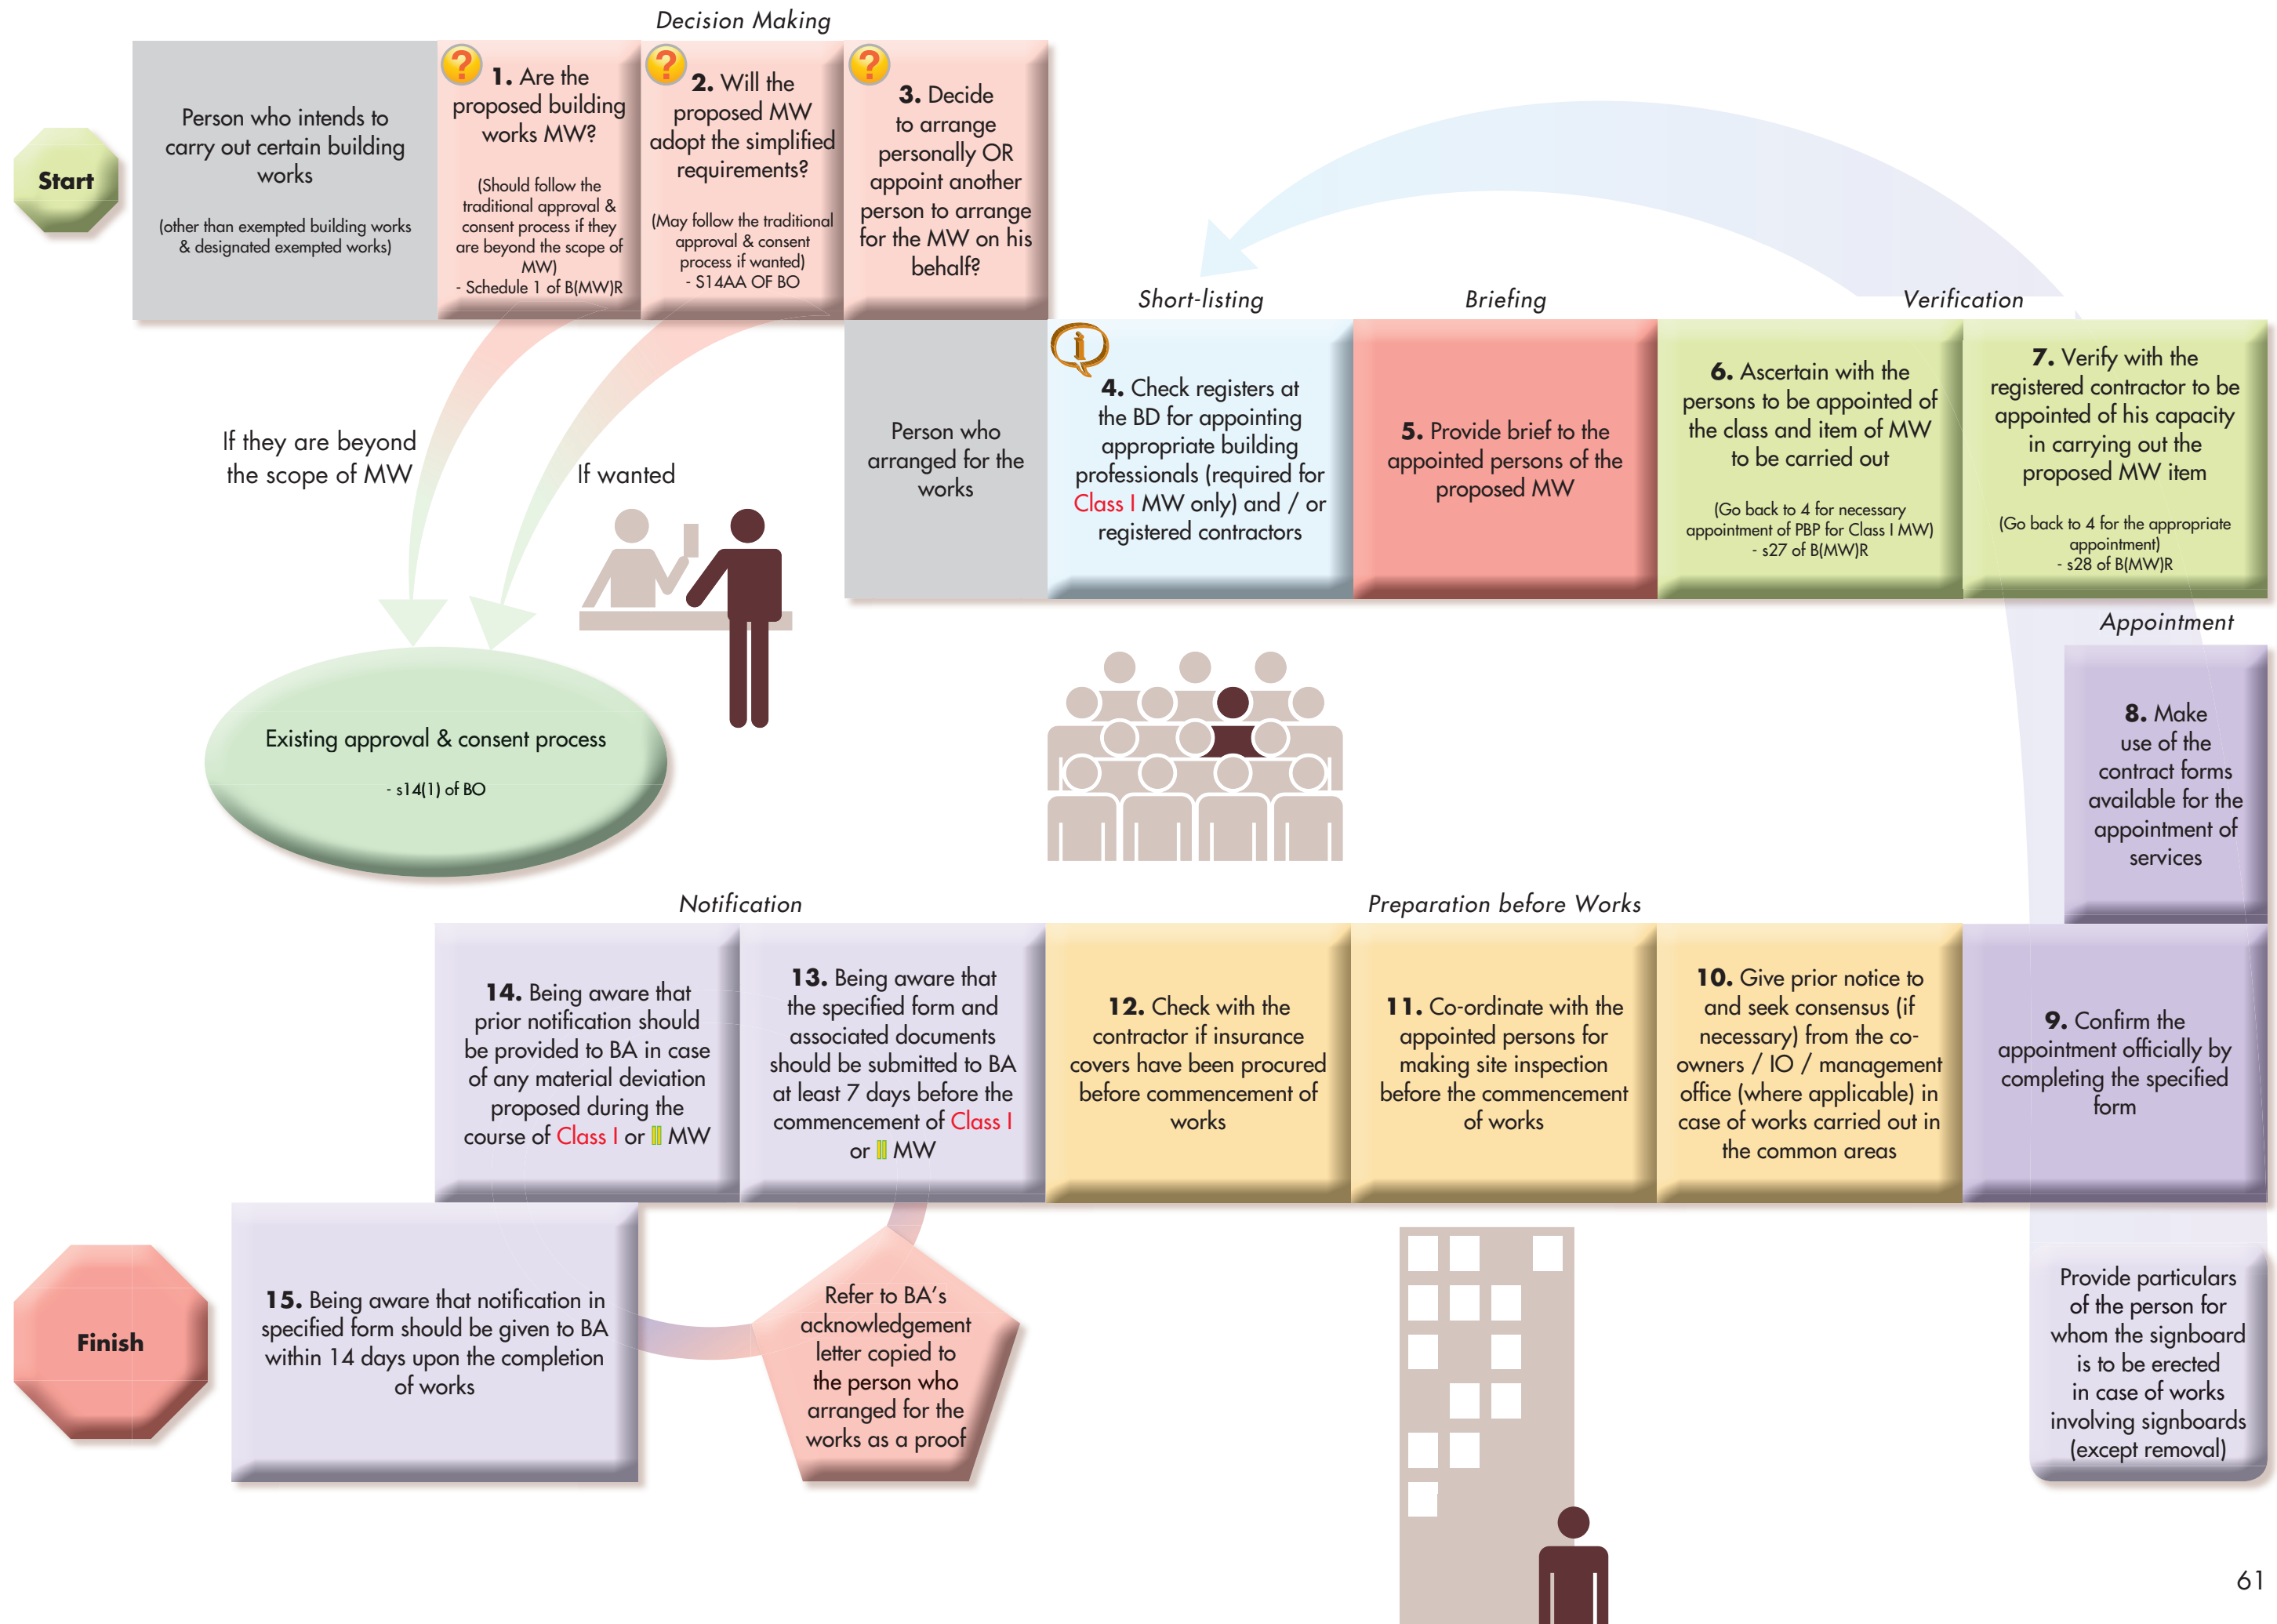 Decision Making
Start
Person who intends to
carry out certain building
works
(other than exempted building works
& designated exempted works)
?
1. Are the
proposed building
works MW?
(Should follow the
traditional approval &
consent process if they
are beyond the scope of
MW)
- Schedule 1 of B(MW)R
?
2. Will the
proposed MW
adopt the simplified
requirements?
(May follow the traditional
approval & consent
process if wanted)
- S14AA OF BO
?
3. Decide
to arrange
personally OR
appoint another
person to arrange
for the MW on his
behalf?
If they are beyond
the scope of MW
If wanted
Existing approval & consent process
- s14(1) of BO
Person who
arranged for the
works
Short-listing
i
4. Check registers at
the BD for appointing
appropriate building
professionals (required for
Class I MW only) and / or
registered contractors
Briefing
5. Provide brief to the
appointed persons of the
proposed MW
Verification
6. Ascertain with the
persons to be appointed of
the class and item of MW
to be carried out
(Go back to 4 for necessary
appointment of PBP for Class I MW)
- s27 of B(MW)R
7. Verify with the
registered contractor to be
appointed of his capacity
in carrying out the
proposed MW item
(Go back to 4 for the appropriate
appointment)
- s28 of B(MW)R
Appointment
8. Make
use of the
contract forms
available for the
appointment of
services
9. Confirm the
appointment officially by
completing the specified
form
Provide particulars
of the person for
whom the signboard
is to be erected
in case of works
involving signboards
(except removal)
Preparation before Works
10. Give prior notice to
and seek consensus (if
necessary) from the co-
owners / IO / management
office (where applicable) in
case of works carried out in
the common areas
11. Co-ordinate with the
appointed persons for
making site inspection
before the commencement
of works
12. Check with the
contractor if insurance
covers have been procured
before commencement of
works
Notification
13. Being aware that
the specified form and
associated documents
should be submitted to BA
at least 7 days before the
commencement of Class I
or II MW
14. Being aware that
prior notification should
be provided to BA in case
of any material deviation
proposed during the
course of Class I or II MW
Refer to BA's
acknowledgement
letter copied to
the person who
arranged for the
works as a proof
15. Being aware that notification in
specified form should be given to BA
within 14 days upon the completion
of works
Finish
61